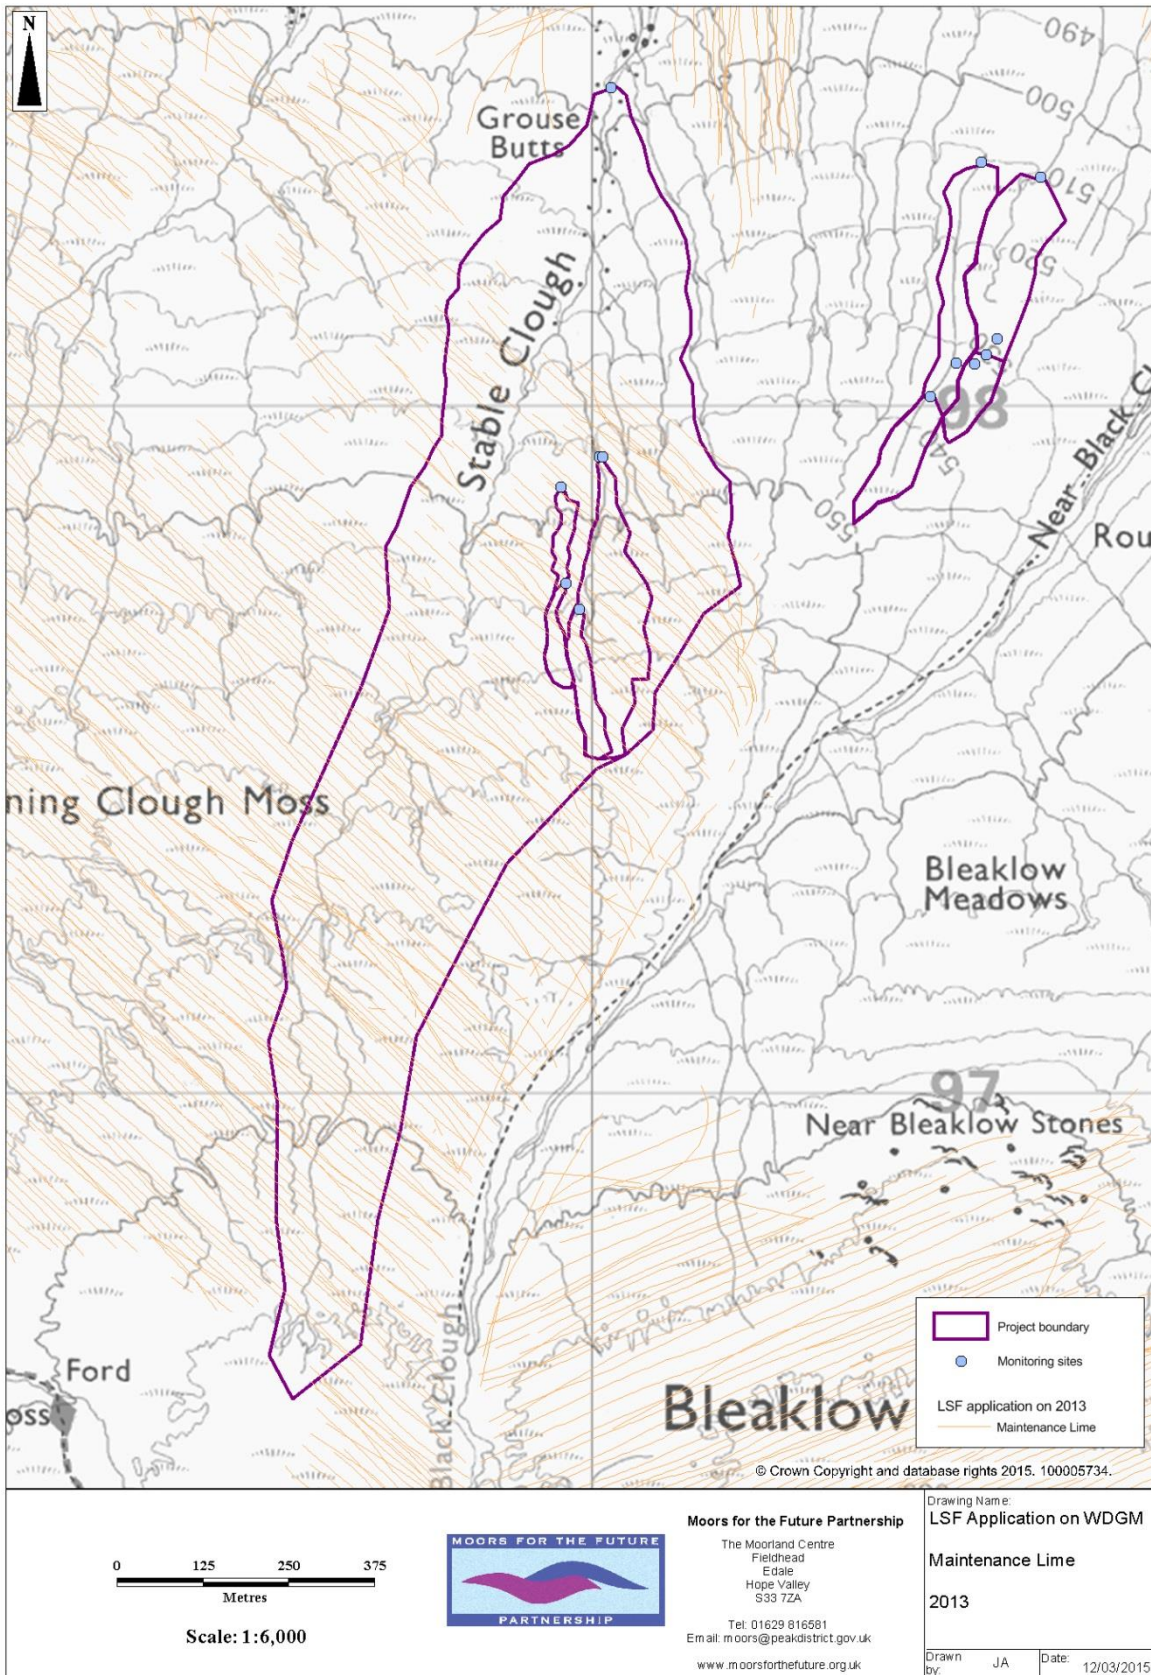 N
490
500
510
520
530
98
540
550
Grouse
Butts
Stable Clough
Near Black Cl
Rou
ning Clough Moss
Bleaklow
Meadows
97
Near Bleaklow Stones
Ford
oss
Black Clough
Bleaklow
Project boundary
Monitoring sites
LSF application on 2013
Maintenance Lime
© Crown Copyright and database rights 2015. 100005734.
0 125 250 375
Metres
Scale: 1:6,000
MOORS FOR THE FUTURE
PARTNERSHIP
Moors for the Future Partnership
The Moorland Centre
Fieldhead
Edale
Hope Valley
S33 7ZA
Tel: 01629 816581
Email: moors@peakdistrict.gov.uk
www.moorsforthefuture.org.uk
Drawing Name:
LSF Application on WDGM
Maintenance Lime
2013
Drawn by: JA
Date: 12/03/2015